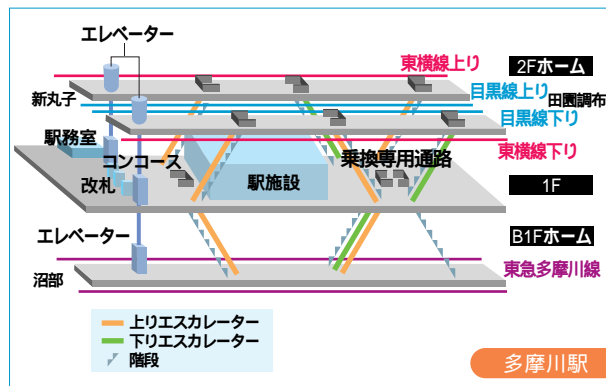 エレベーター
東横線上り
2Fホーム
新丸子
目黒線上り
田園調布
目黒線下り
駅務室
コンコース
乗換専用通路
東横線下り
改札
駅施設
1F
エレベーター
B1Fホーム
沼部
東急多摩川線
上りエスカレーター
下りエスカレーター
階段
多摩川駅